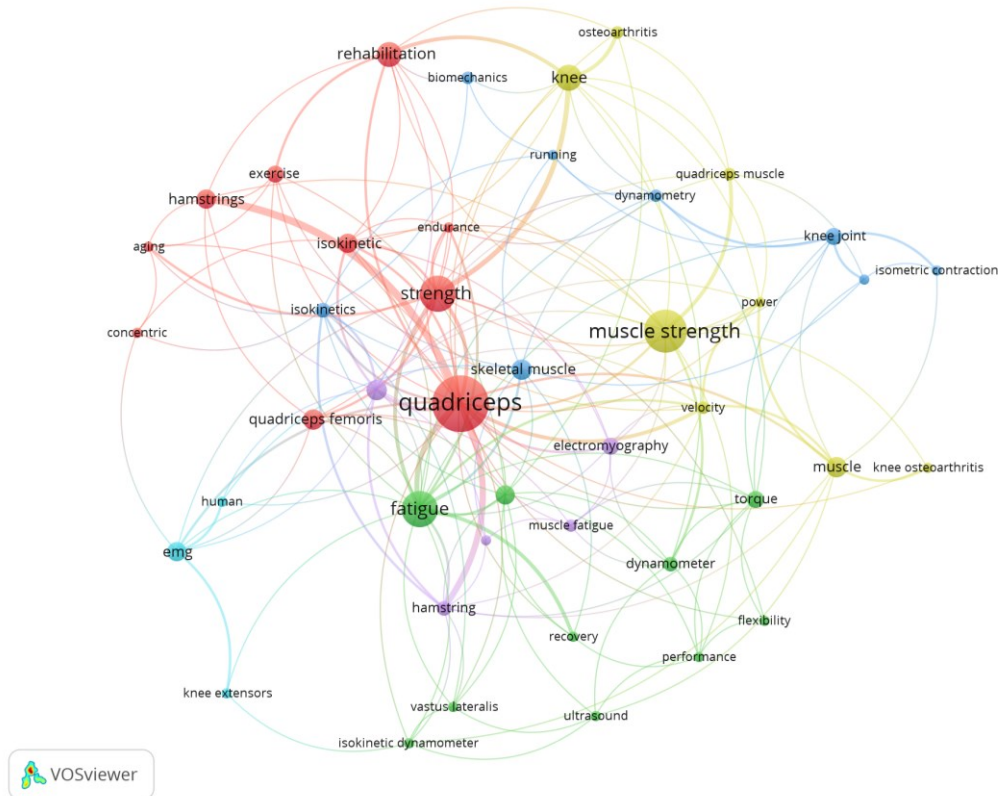 osteoarthritis
rehabilitation
knee
biomechanics
running
exercise
quadriceps muscle
hamstrings
dynamometry
endurance
knee joint
aging
isokinetic
isometric contraction
strength
power
isokinetics
concentric
muscle strength
skeletal muscle
quadriceps
velocity
quadriceps femoris
electromyography
muscle
knee osteoarthritis
human
fatigue
torque
muscle fatigue
emg
dynamometer
hamstring
flexibility
recovery
performance
knee extensors
vastus lateralis
ultrasound
isokinetic dynamometer
VOSviewer